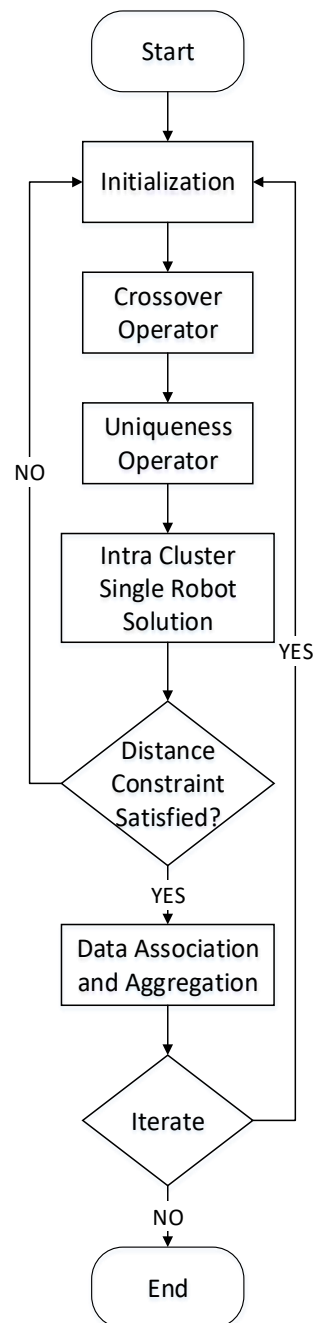 Start
Initialization
Crossover
Operator
Uniqueness
Operator
NO
Intra Cluster
Single Robot
Solution
YES
Distance
Constraint
Satisfied?
YES
Data Association
and Aggregation
Iterate
NO
End